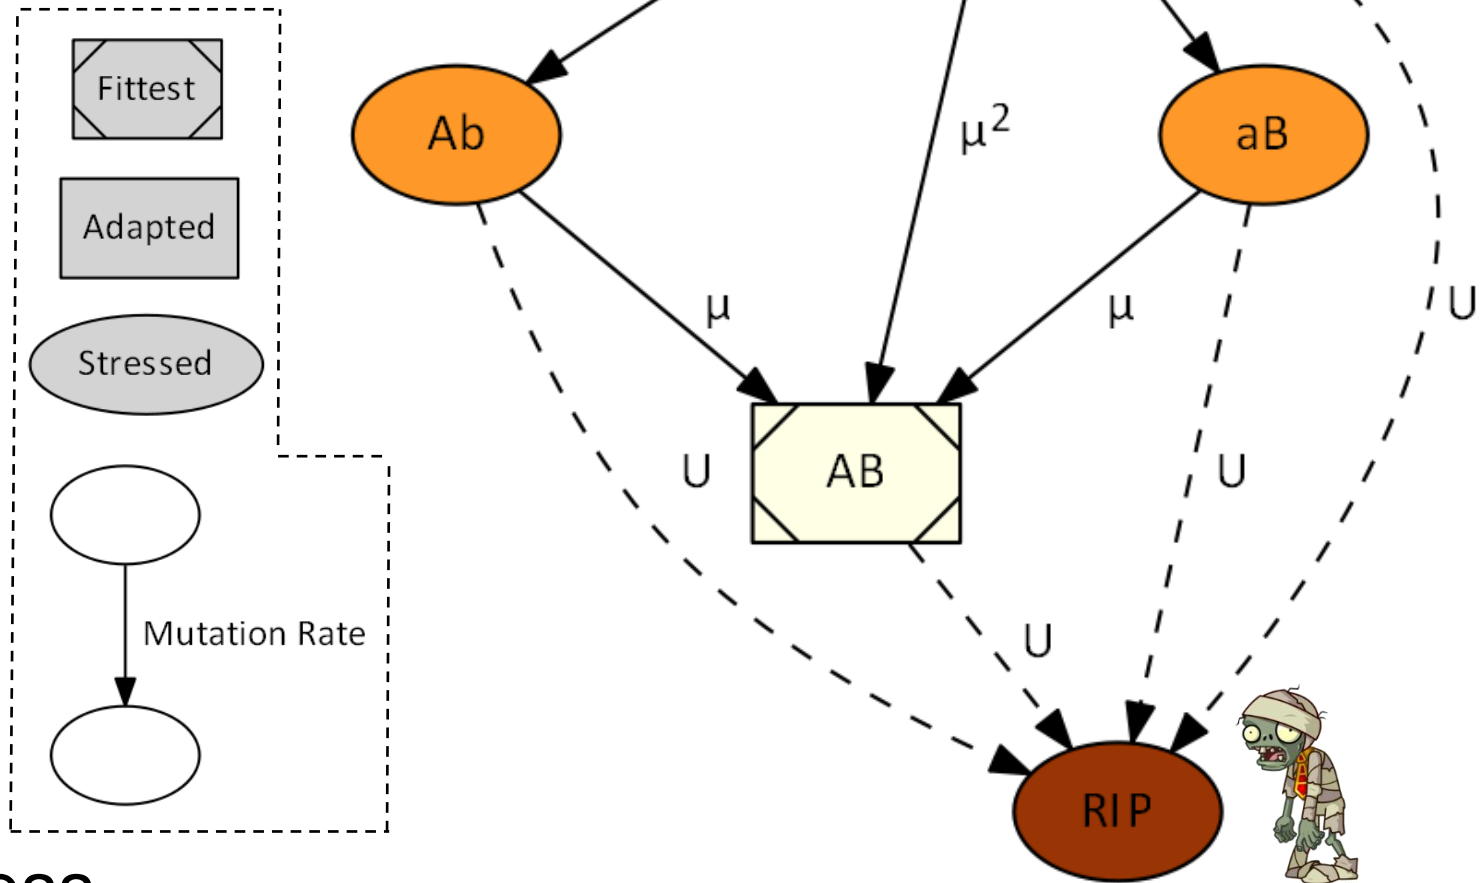 Fittest
Adapted
Stressed
Mutation Rate
Ab
μ²
aB
μ
μ
U
U
AB
U
U
RIP